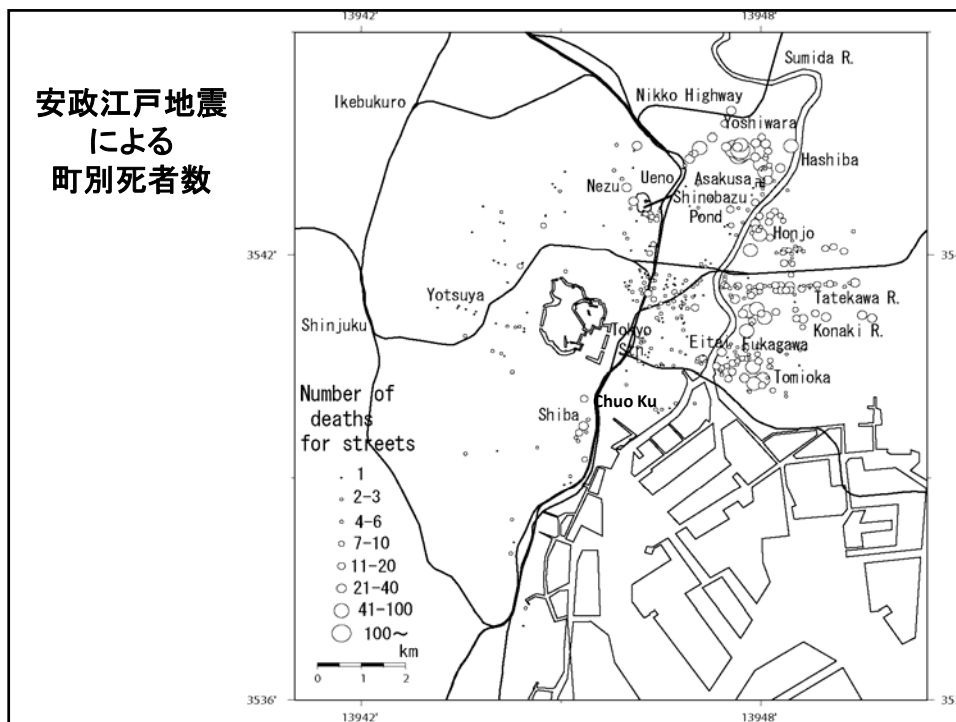 安政江戸地震
による
町別死者数
13942'
13948'
Sumida R.
Ikebukuro
Nikko Highway
Yoshiwara
Hashiba
Ueno
Asakusa
Nezu
Shinobazu
Pond
Honjo
3542'
354
Yotsuya
Tatekawa R.
Shinjuku
Konaki R.
Tokyo
Stn.
Eitai
Fukagawa
Tomioka
Number of
deaths
for streets
Chuo Ku
Shiba
1
2-3
4-6
7-10
11-20
21-40
41-100
100～
km
0 1 2
3536'
353
13942'
13948'